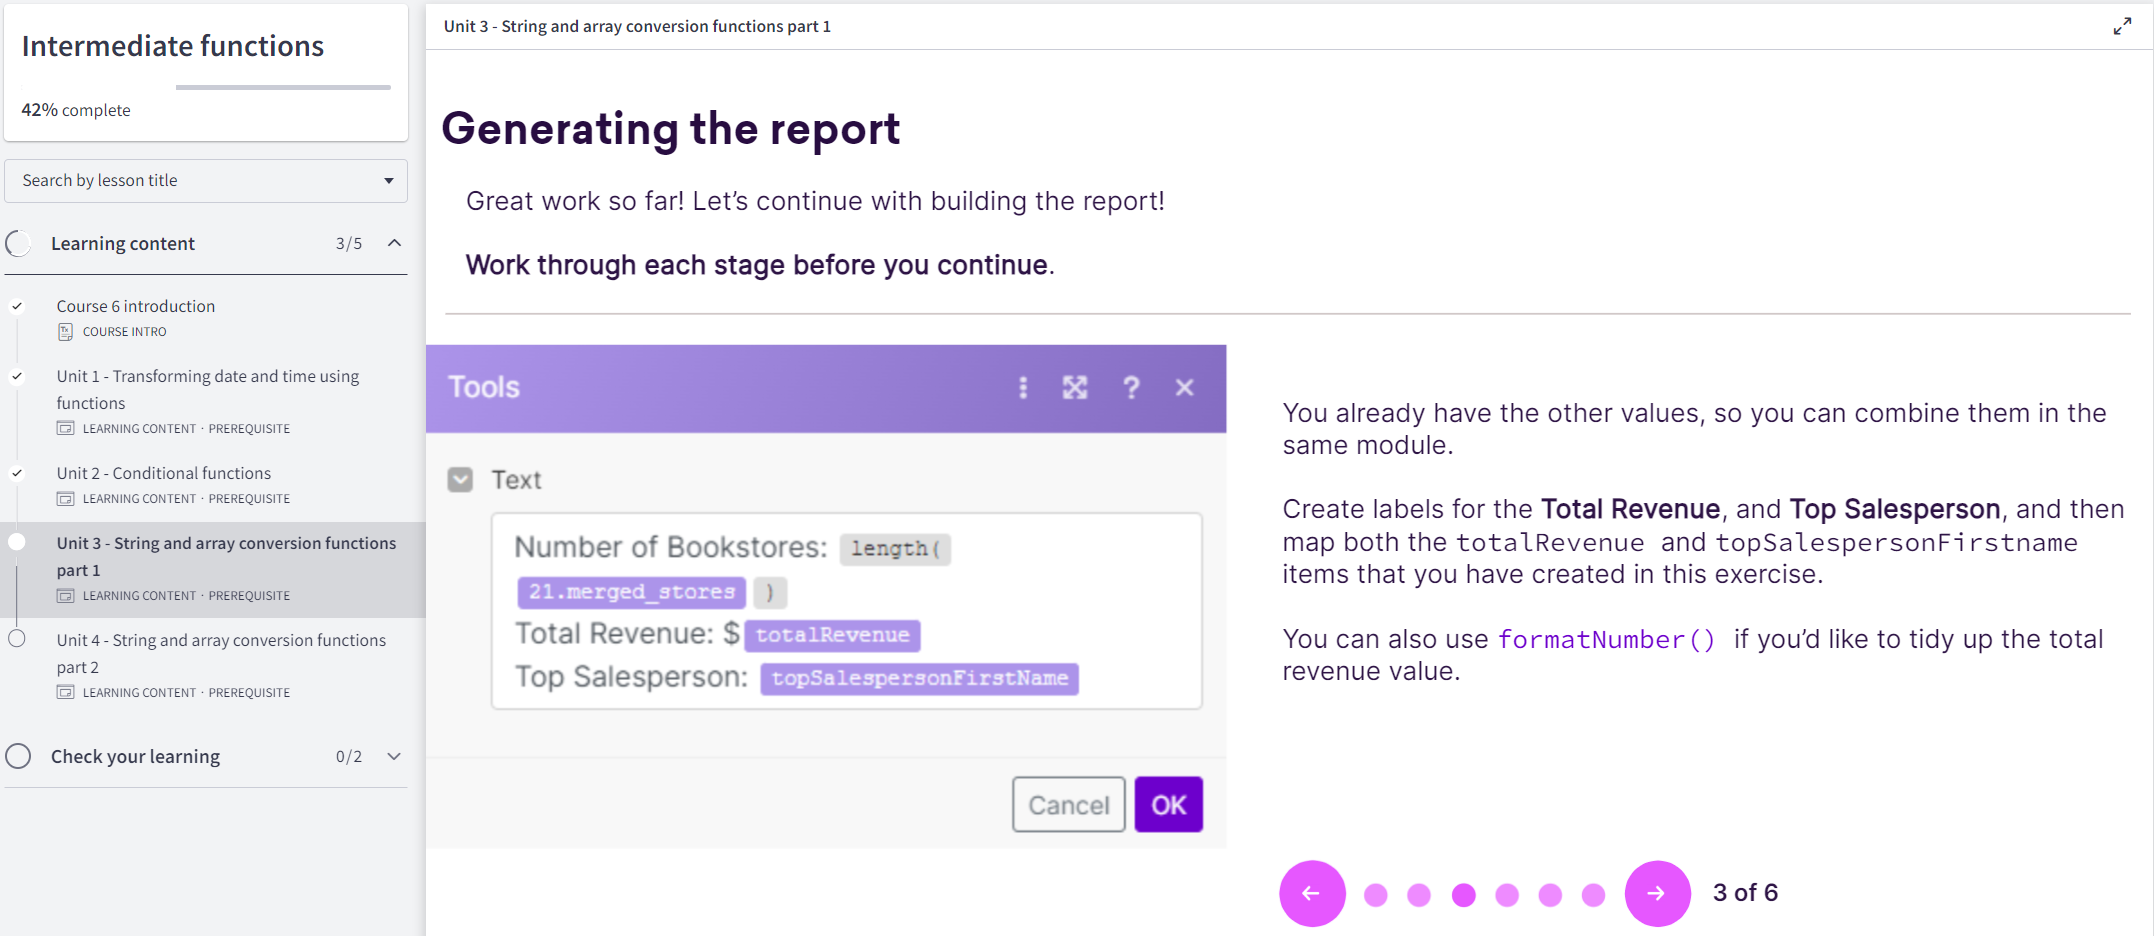 Intermediate functions
42% complete
Search by lesson title
Learning content 3/5
Course 6 introduction
COURSE INTRO
Unit 1 - Transforming date and time using
functions
LEARNING CONTENT · PREREQUISITE
Unit 2 - Conditional functions
LEARNING CONTENT · PREREQUISITE
Unit 3 - String and array conversion functions
part 1
LEARNING CONTENT · PREREQUISITE
Unit 4 - String and array conversion functions
part 2
LEARNING CONTENT · PREREQUISITE
Check your learning 0/2
Unit 3 - String and array conversion functions part 1
Generating the report
Great work so far! Let’s continue with building the report!
Work through each stage before you continue.
Tools ?
Text
Number of Bookstores: length(
21.merged_stores )
Total Revenue: $ totalRevenue
Top Salesperson: topSalespersonFirstName
Cancel OK
You already have the other values, so you can combine them in the
same module.
Create labels for the Total Revenue, and Top Salesperson, and then
map both the totalRevenue and topSalespersonFirstname
items that you have created in this exercise.
You can also use formatNumber() if you’d like to tidy up the total
revenue value.
3 of 6